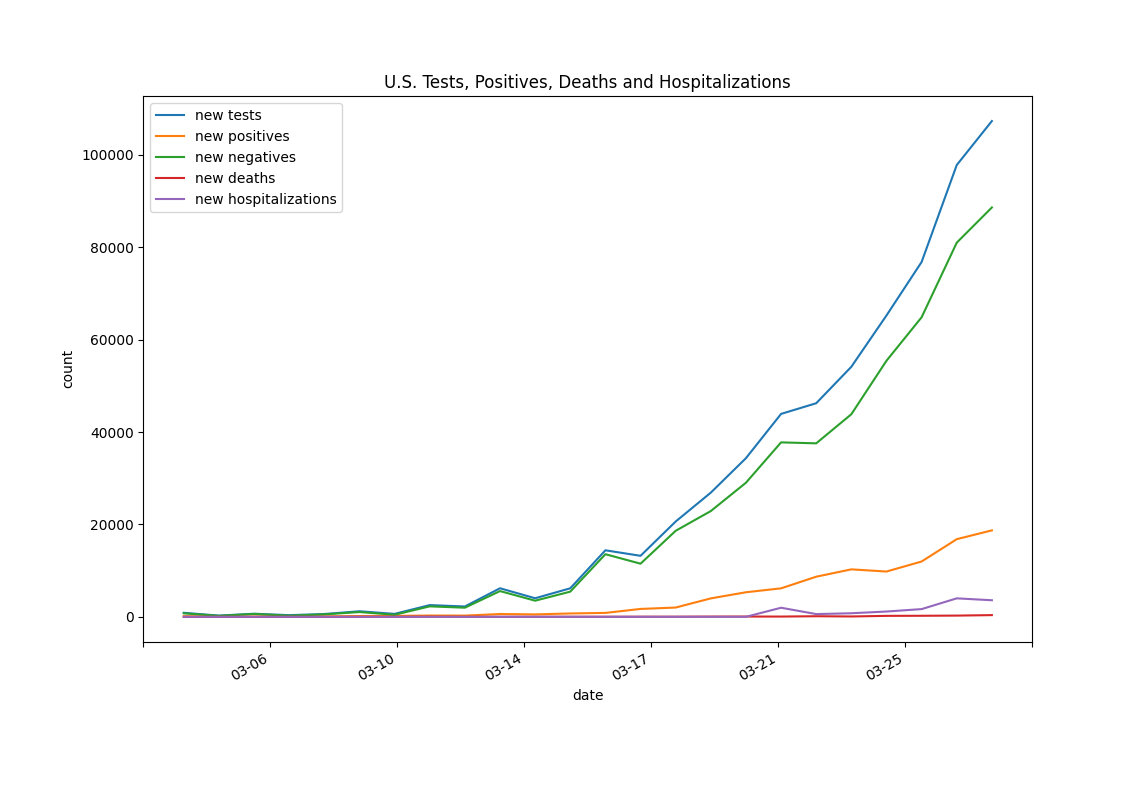 U.S. Tests, Positives, Deaths and Hospitalizations
new tests
new positives
new negatives
new deaths
new hospitalizations
100000
80000
60000
40000
20000
0
count
03-06
03-10
03-14
03-17
03-21
03-25
date